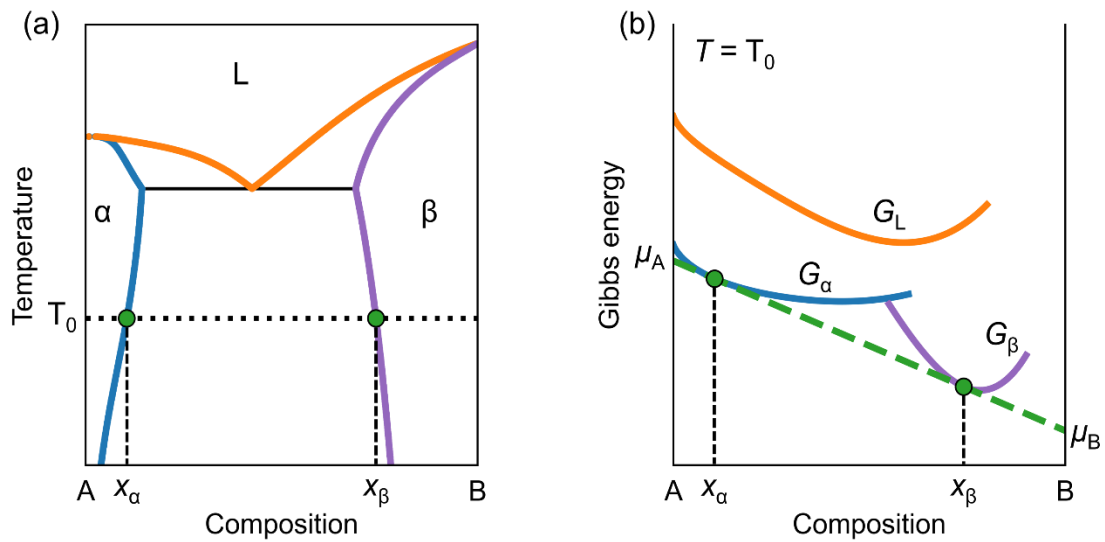 (a)
L
α
β
Temperature
T0
A
xα
xβ
B
Composition
(b)
T = T0
GL
Gα
Gβ
μA
μB
Gibbs energy
A
xα
xβ
B
Composition